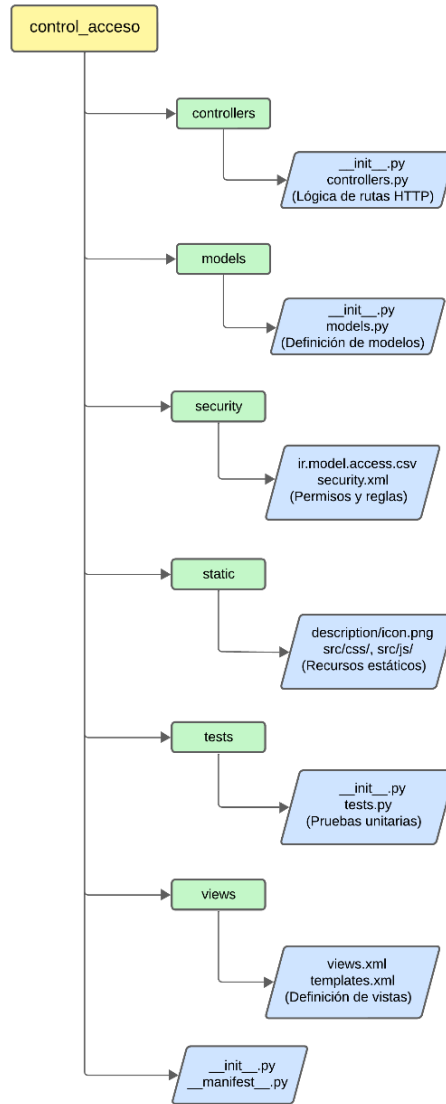 control_acceso
controllers
__init__.py
controllers.py
(Lógica de rutas HTTP)
models
__init__.py
models.py
(Definición de modelos)
security
ir.model.access.csv
security.xml
(Permisos y reglas)
static
description/icon.png
src/css/, src/js/
(Recursos estáticos)
tests
__init__.py
tests.py
(Pruebas unitarias)
views
views.xml
templates.xml
(Definición de vistas)
__init__.py
__manifest__.py